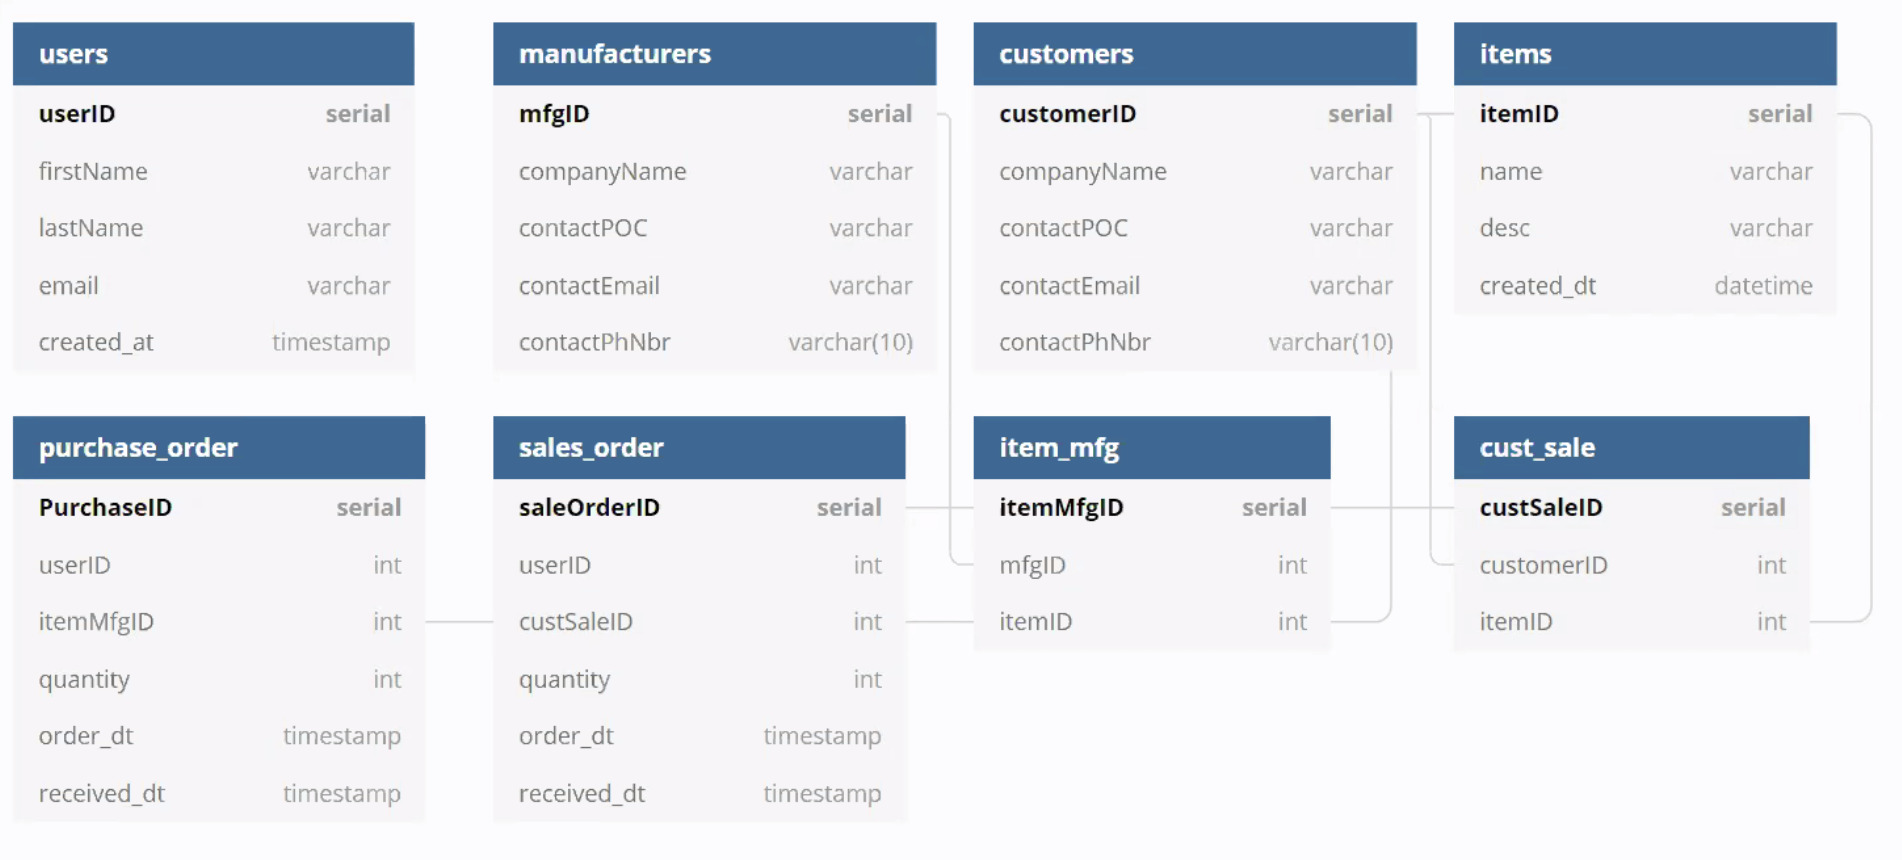 users
userID serial
firstName varchar
lastName varchar
email varchar
created_at timestamp
manufacturers
mfgID serial
companyName varchar
contactPOC varchar
contactEmail varchar
contactPhNbr varchar(10)
customers
customerID serial
companyName varchar
contactPOC varchar
contactEmail varchar
contactPhNbr varchar(10)
items
itemID serial
name varchar
desc varchar
created_dt datetime
purchase_order
PurchaseID serial
userID int
itemMfgID int
quantity int
order_dt timestamp
received_dt timestamp
sales_order
saleOrderID serial
userID int
custSaleID int
quantity int
order_dt timestamp
received_dt timestamp
item_mfg
itemMfgID serial
mfgID int
itemID int
cust_sale
custSaleID serial
customerID int
itemID int